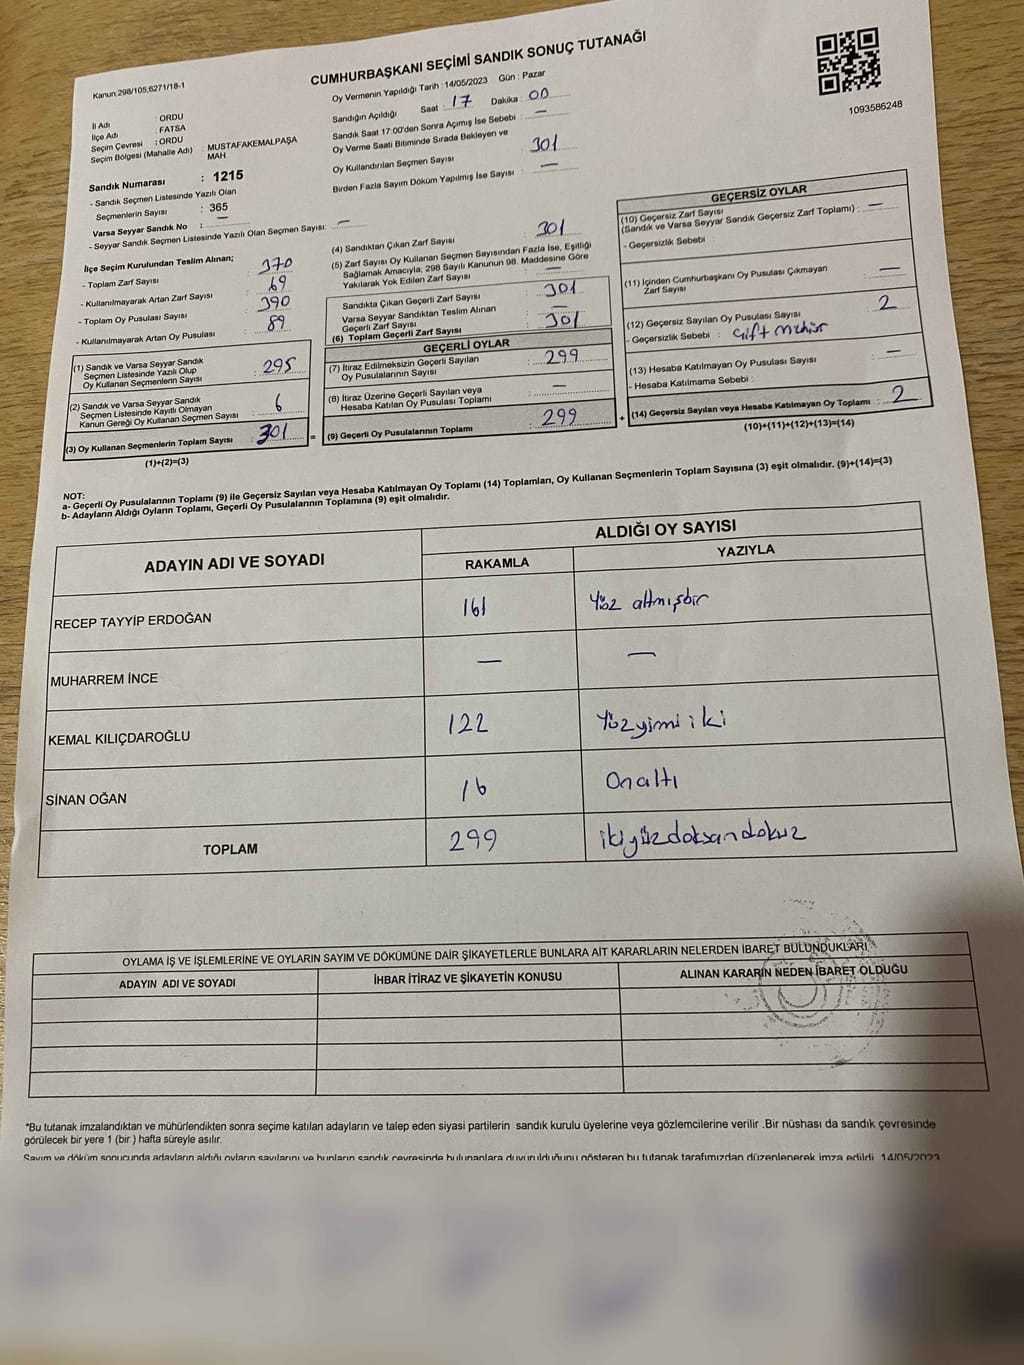 Kanun:298/105,6271/18-1
CUMHURBAŞKANI SEÇİMİ SANDIK SONUÇ TUTANAĞI
Oy Vermenin Yapıldığı Tarih : 14/05/2023 Gün : Pazar
1093586248
İl Adı : ORDU
İlçe Adı : FATSA
Seçim Çevresi : ORDU
Seçim Bölgesi (Mahalle Adı) : MUSTAFAKEMALPAŞA MAH
Sandık Numarası : 1215
- Sandık Seçmen Listesinde Yazılı Olan
Seçmenlerin Sayısı : 365
Varsa Seyyar Sandık No : —
- Seyyar Sandık Seçmen Listesinde Yazılı Olan Seçmen Sayısı: —
Sandığın Açıldığı Saat : 17 Dakika : 00
Sandık Saat 17:00'den Sonra Açımış İse Sebebi : —
Oy Verme Saati Bitiminde Sırada Bekleyen ve
Oy Kullandırılan Seçmen Sayısı 301
Birden Fazla Sayım Döküm Yapılmış İse Sayısı : —
İlçe Seçim Kurulundan Teslim Alınan;
- Toplam Zarf Sayısı : 370
- Kullanılmayarak Artan Zarf Sayısı : 69
- Toplam Oy Pusulası Sayısı : 390
- Kullanılmayarak Artan Oy Pusulası : 89
(1) Sandık ve Varsa Seyyar Sandık
Seçmen Listesinde Yazılı Olup
Oy Kullanan Seçmenlerin Sayısı : 295
(2) Sandık ve Varsa Seyyar Sandık
Seçmen Listesinde Kayıtlı Olmayan
Kanun Gereği Oy Kullanan Seçmen Sayısı : 6
(3) Oy Kullanan Seçmenlerin Toplam Sayısı : 301
(1)+(2)=(3)
=
(4) Sandıktan Çıkan Zarf Sayısı : 301
(5) Zarf Sayısı Oy Kullanan Seçmen Sayısından Fazla İse, Eşitliği
Sağlamak Amacıyla; 298 Sayılı Kanunun 98. Maddesine Göre
Yakılarak Yok Edilen Zarf Sayısı : —
Sandıkta Çıkan Geçerli Zarf Sayısı : 301
Varsa Seyyar Sandıktan Teslim Alınan
Geçerli Zarf Sayısı : —
(6) Toplam Geçerli Zarf Sayısı : 301
GEÇERLİ OYLAR
(7) İtiraz Edilmeksizin Geçerli Sayılan
Oy Pusulalarının Sayısı : 299
(8) İtiraz Üzerine Geçerli Sayılan veya
Hesaba Katılan Oy Pusulası Toplamı : —
(9) Geçerli Oy Pusulalarının Toplamı : 299
+
GEÇERSİZ OYLAR
(10) Geçersiz Zarf Sayısı
(Sandık ve Varsa Seyyar Sandık Geçersiz Zarf Toplamı) : —
- Geçersizlik Sebebi :
(11) İçinden Cumhurbaşkanı Oy Pusulası Çıkmayan
Zarf Sayısı : —
(12) Geçersiz Sayılan Oy Pusulası Sayısı : 2
- Geçersizlik Sebebi : Çift mühür
(13) Hesaba Katılmayan Oy Pusulası Sayısı : —
- Hesaba Katılmama Sebebi :
(14) Geçersiz Sayılan veya Hesaba Katılmayan Oy Toplamı : 2
(10)+(11)+(12)+(13)=(14)
NOT:
a- Geçerli Oy Pusulalarının Toplamı (9) ile Geçersiz Sayılan veya Hesaba Katılmayan Oy Toplamı (14) Toplamları, Oy Kullanan Seçmenlerin Toplam Sayısına (3) eşit olmalıdır. (9)+(14)=(3)
b- Adayların Aldığı Oyların Toplamı, Geçerli Oy Pusulalarının Toplamına (9) eşit olmalıdır.
ADAYIN ADI VE SOYADI
ALDIĞI OY SAYISI
RAKAMLA YAZIYLA
RECEP TAYYİP ERDOĞAN 161 Yüz altmışbir
MUHARREM İNCE — —
KEMAL KILIÇDAROĞLU 122 Yüzyimi iki
SİNAN OĞAN 16 Onaltı
TOPLAM 299 ikiyüzdoksandokuz
OYLAMA İŞ VE İŞLEMLERİNE VE OYLARIN SAYIM VE DÖKÜMÜNE DAİR ŞİKAYETLERLE BUNLARA AİT KARARLARIN NELERDEN İBARET BULUNDUKLARI
ADAYIN ADI VE SOYADI İHBAR İTİRAZ VE ŞİKAYETİN KONUSU ALINAN KARARIN NEDEN İBARET OLDUĞU
*Bu tutanak imzalandıktan ve mühürlendikten sonra seçime katılan adayların ve talep eden siyasi partilerin sandık kurulu üyelerine veya gözlemcilerine verilir .Bir nüshası da sandık çevresinde
görülecek bir yere 1 (bir ) hafta süreyle asılır.
Sayım ve döküm sonucunda adayların aldığı oyların sayılarını ve bunların sandık çevresinde bulunanlara duyurulduğunu gösteren bu tutanak tarafımızdan düzenlenerek imza edildi. 14/05/2023